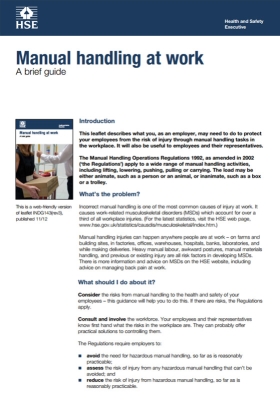 HSE
Health and Safety
Executive
Manual handling at work
A brief guide
Manual handling at work
This is a web-friendly version
of leaflet INDG143(rev3),
published 11/12
Introduction
This leaflet describes what you, as an employer, may need to do to protect
your employees from the risk of injury through manual handling tasks in
the workplace. It will also be useful to employees and their representatives.
The Manual Handling Operations Regulations 1992, as amended in 2002
('the Regulations') apply to a wide range of manual handling activities,
including lifting, lowering, pushing, pulling or carrying. The load may be
either animate, such as a person or an animal, or inanimate, such as a box
or a trolley.
What's the problem?
Incorrect manual handling is one of the most common causes of injury at work. It
causes work-related musculoskeletal disorders (MSDs) which account for over a
third of all workplace injuries. (For the latest statistics, visit the HSE web page.
www.hse.gov.uk/statistics/causdis/musculoskeletal/index.htm.)
Manual handling injuries can happen anywhere people are at work – on farms and
building sites, in factories, offices, warehouses, hospitals, banks, laboratories, and
while making deliveries. Heavy manual labour, awkward postures, manual materials
handling, and previous or existing injury are all risk factors in developing MSDs.
There is more information and advice on MSDs on the HSE website, including
advice on managing back pain at work.
What should I do about it?
Consider the risks from manual handling to the health and safety of your
employees – this guidance will help you to do this. If there are risks, the Regulations
apply.
Consult and involve the workforce. Your employees and their representatives
know first hand what the risks in the workplace are. They can probably offer
practical solutions to controlling them.
The Regulations require employers to:
■ avoid the need for hazardous manual handling, so far as is reasonably
practicable;
■ assess the risk of injury from any hazardous manual handling that can't be
avoided; and
■ reduce the risk of injury from hazardous manual handling, so far as is
reasonably practicable.